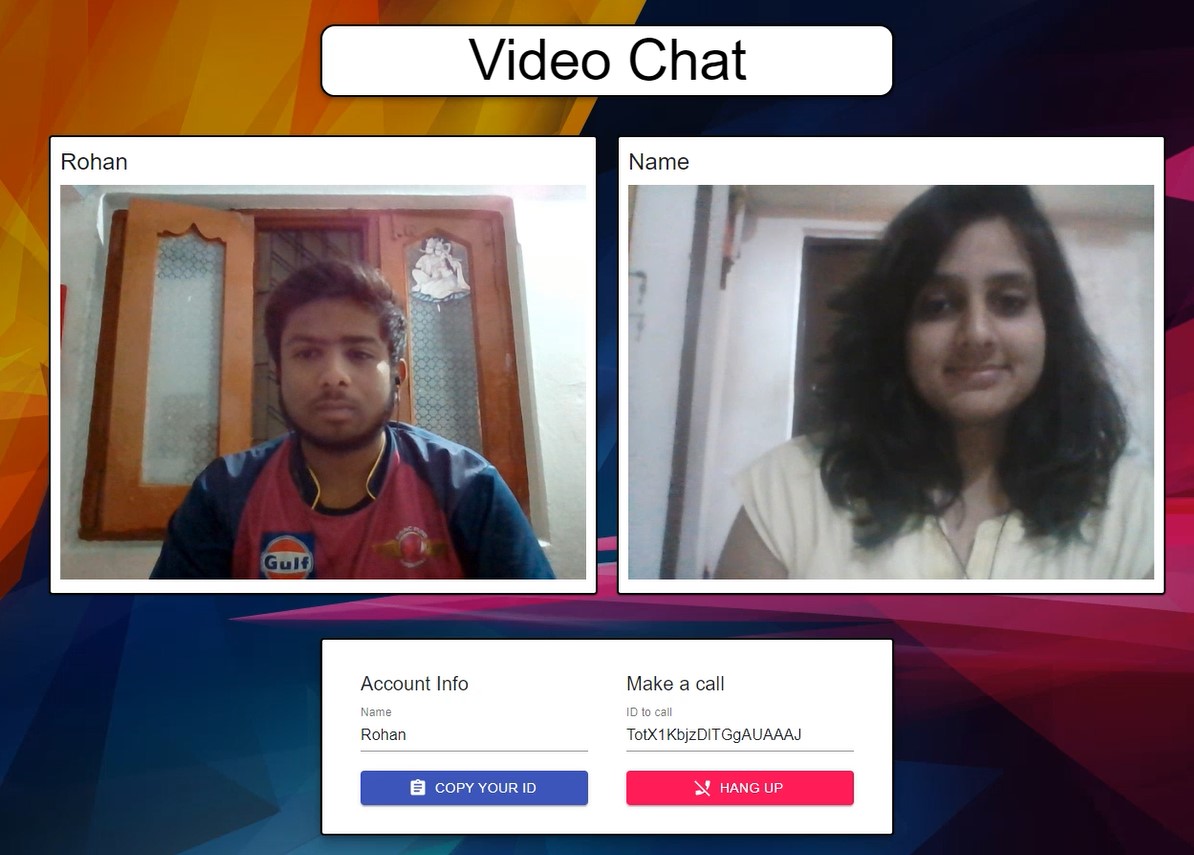 Video Chat
Rohan
Name
Gulf
Account Info
Name
Rohan
COPY YOUR ID
Make a call
ID to call
TotX1KbjzDlTGgAUAAAJ
HANG UP